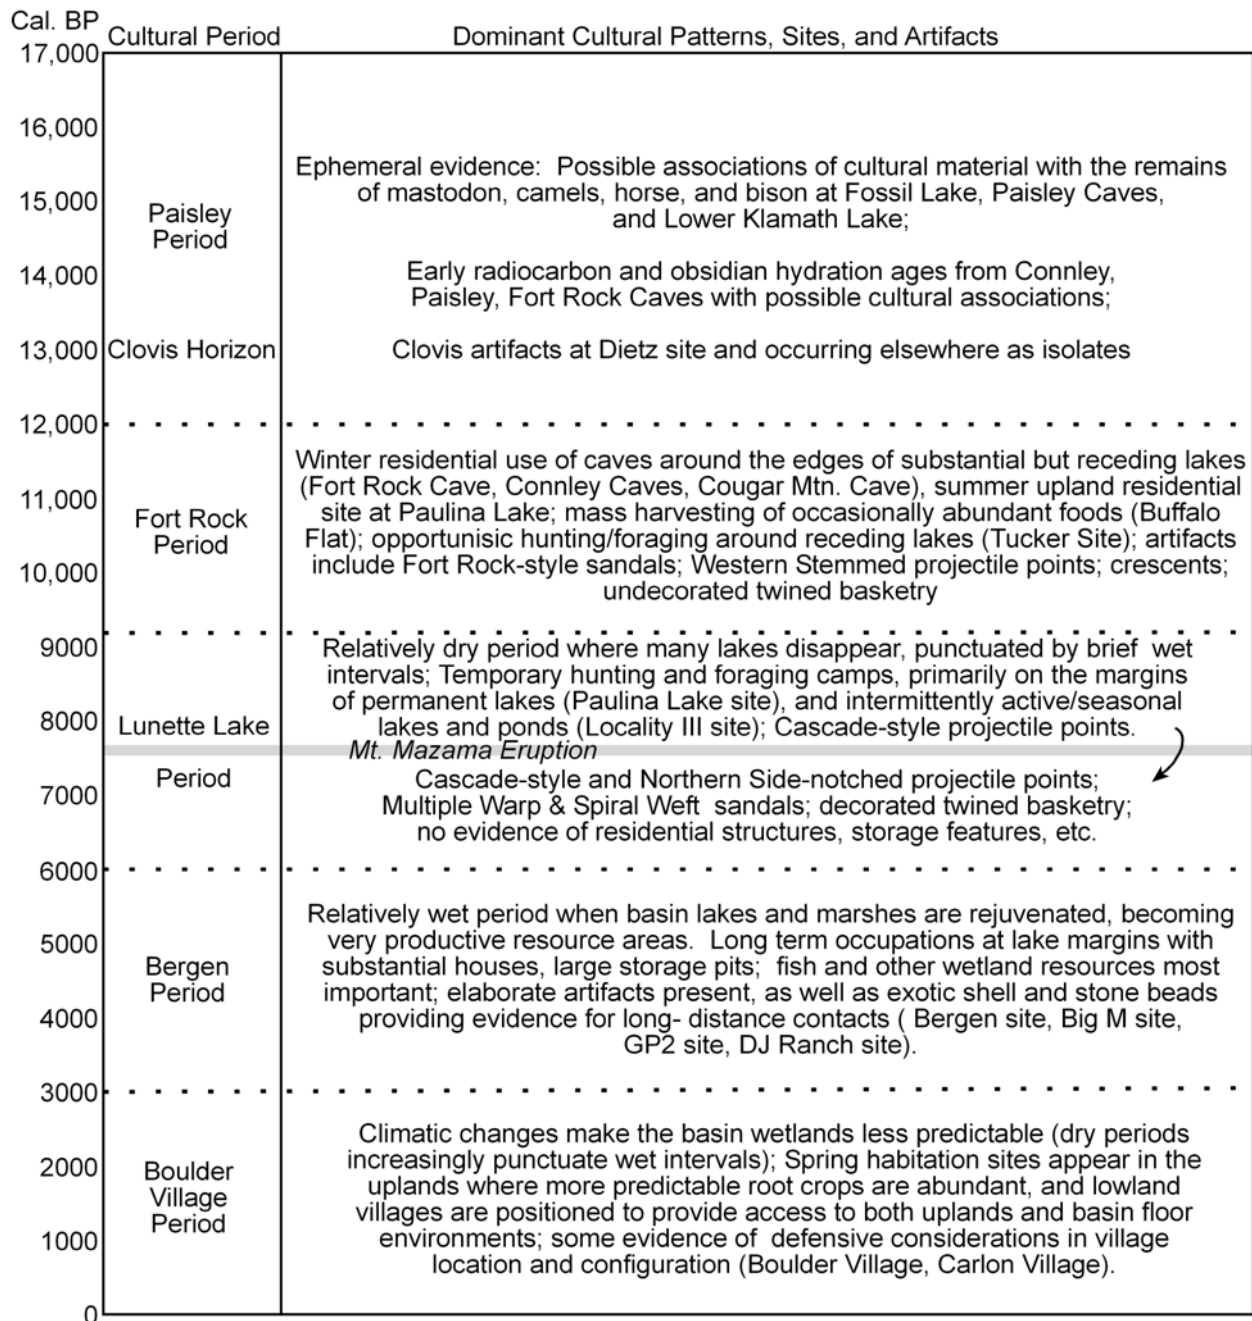 Cal. BP
Cultural Period
Dominant Cultural Patterns, Sites, and Artifacts
17,000
16,000
Ephemeral evidence: Possible associations of cultural material with the remains
15,000
of mastodon, camels, horse, and bison at Fossil Lake, Paisley Caves,
Paisley
and Lower Klamath Lake;
Period
14,000
Early radiocarbon and obsidian hydration ages from Connley,
Paisley, Fort Rock Caves with possible cultural associations;
13,000
Clovis Horizon
Clovis artifacts at Dietz site and occurring elsewhere as isolates
12,000
Winter residential use of caves around the edges of substantial but receding lakes
11,000
(Fort Rock Cave, Connley Caves, Cougar Mtn. Cave), summer upland residential
Fort Rock
site at Paulina Lake; mass harvesting of occasionally abundant foods (Buffalo
Period
Flat); opportunisic hunting/foraging around receding lakes (Tucker Site); artifacts
10,000
include Fort Rock-style sandals; Western Stemmed projectile points; crescents;
undecorated twined basketry
9000
Relatively dry period where many lakes disappear, punctuated by brief wet
intervals; Temporary hunting and foraging camps, primarily on the margins
of permanent lakes (Paulina Lake site), and intermittently active/seasonal
8000
Lunette Lake
lakes and ponds (Locality III site); Cascade-style projectile points.
Mt. Mazama Eruption
Period
Cascade-style and Northern Side-notched projectile points;
7000
Multiple Warp & Spiral Weft sandals; decorated twined basketry;
no evidence of residential structures, storage features, etc.
6000
Relatively wet period when basin lakes and marshes are rejuvenated, becoming
5000
very productive resource areas. Long term occupations at lake margins with
Bergen
substantial houses, large storage pits; fish and other wetland resources most
Period
important; elaborate artifacts present, as well as exotic shell and stone beads
4000
providing evidence for long- distance contacts ( Bergen site, Big M site,
GP2 site, DJ Ranch site).
3000
Climatic changes make the basin wetlands less predictable (dry periods
2000
Boulder
increasingly punctuate wet intervals); Spring habitation sites appear in the
Village
uplands where more predictable root crops are abundant, and lowland
Period
villages are positioned to provide access to both uplands and basin floor
1000
environments; some evidence of defensive considerations in village
location and configuration (Boulder Village, Carlon Village).
0